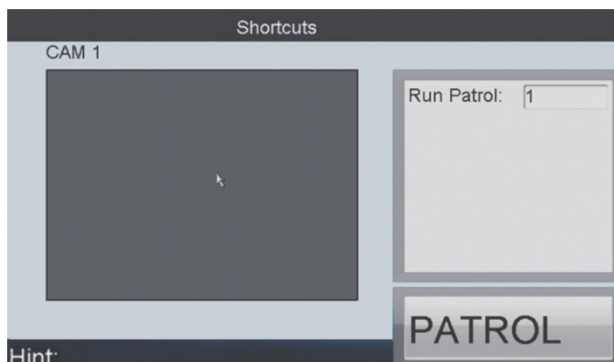 Shortcuts
CAM 1
Run Patrol: 1
PATROL
Hint: